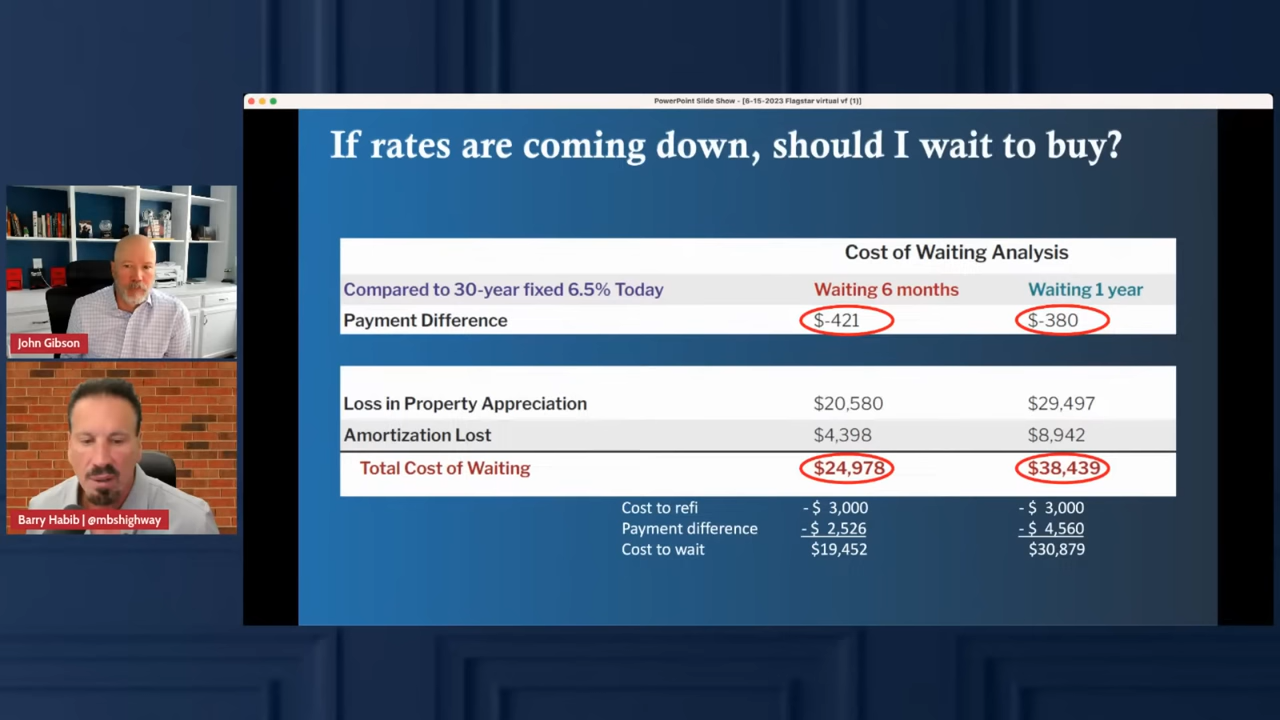 PowerPoint Slide Show - [6-15-2023 Flagstar virtual vf (1)]
If rates are coming down, should I wait to buy?
Cost of Waiting Analysis
Compared to 30-year fixed 6.5% Today Waiting 6 months Waiting 1 year
Payment Difference $-421 $-380
Loss in Property Appreciation $20,580 $29,497
Amortization Lost $4,398 $8,942
Total Cost of Waiting $24,978 $38,439
Cost to refi - $ 3,000 - $ 3,000
Payment difference - $ 2,526 - $ 4,560
Cost to wait $19,452 $30,879
John Gibson
Barry Habib | @mbshighway